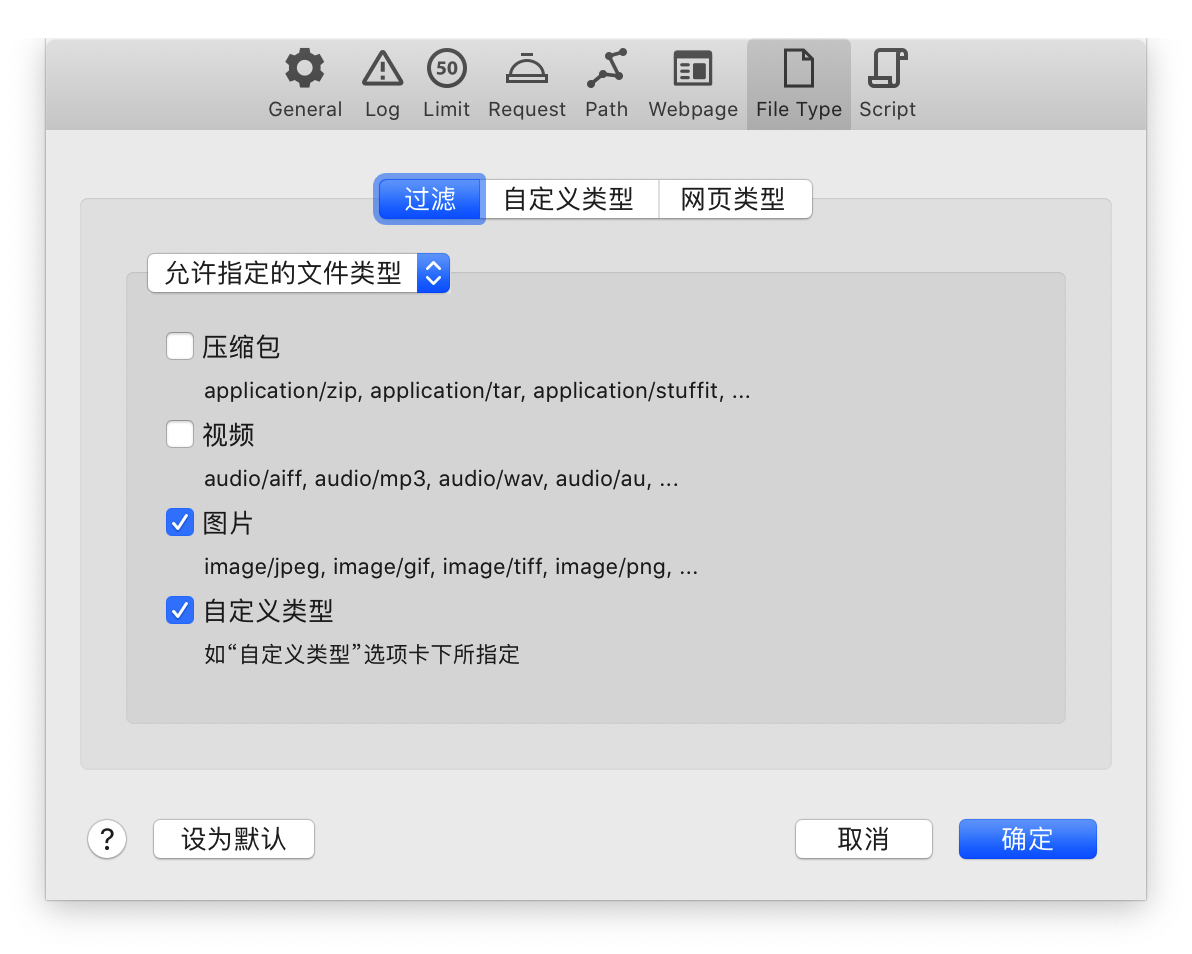 50
General Log Limit Request Path Webpage File Type Script
过滤 自定义类型 网页类型
允许指定的文件类型
压缩包
application/zip, application/tar, application/stuffit, ...
视频
audio/aiff, audio/mp3, audio/wav, audio/au, ...
图片
image/jpeg, image/gif, image/tiff, image/png, ...
自定义类型
如“自定义类型”选项卡下所指定
? 设为默认 取消 确定